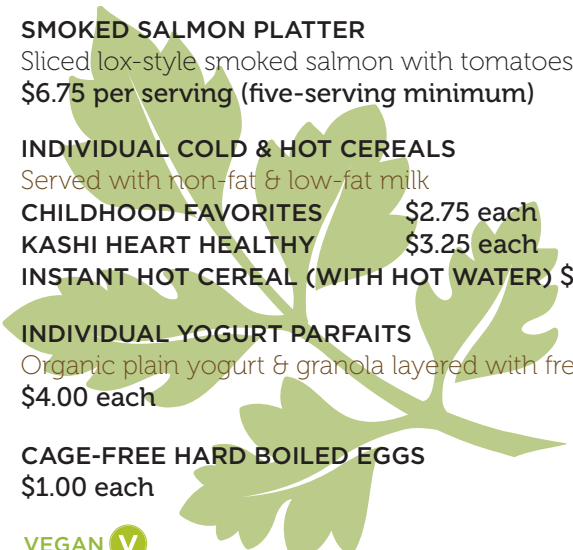 SMOKED SALMON PLATTER
Sliced lox-style smoked salmon with tomatoes
$6.75 per serving (five-serving minimum)
INDIVIDUAL COLD & HOT CEREALS
Served with non-fat & low-fat milk
CHILDHOOD FAVORITES $2.75 each
KASHI HEART HEALTHY $3.25 each
INSTANT HOT CEREAL (WITH HOT WATER) $
INDIVIDUAL YOGURT PARFAITS
Organic plain yogurt & granola layered with fre
$4.00 each
CAGE-FREE HARD BOILED EGGS
$1.00 each
VEGAN V